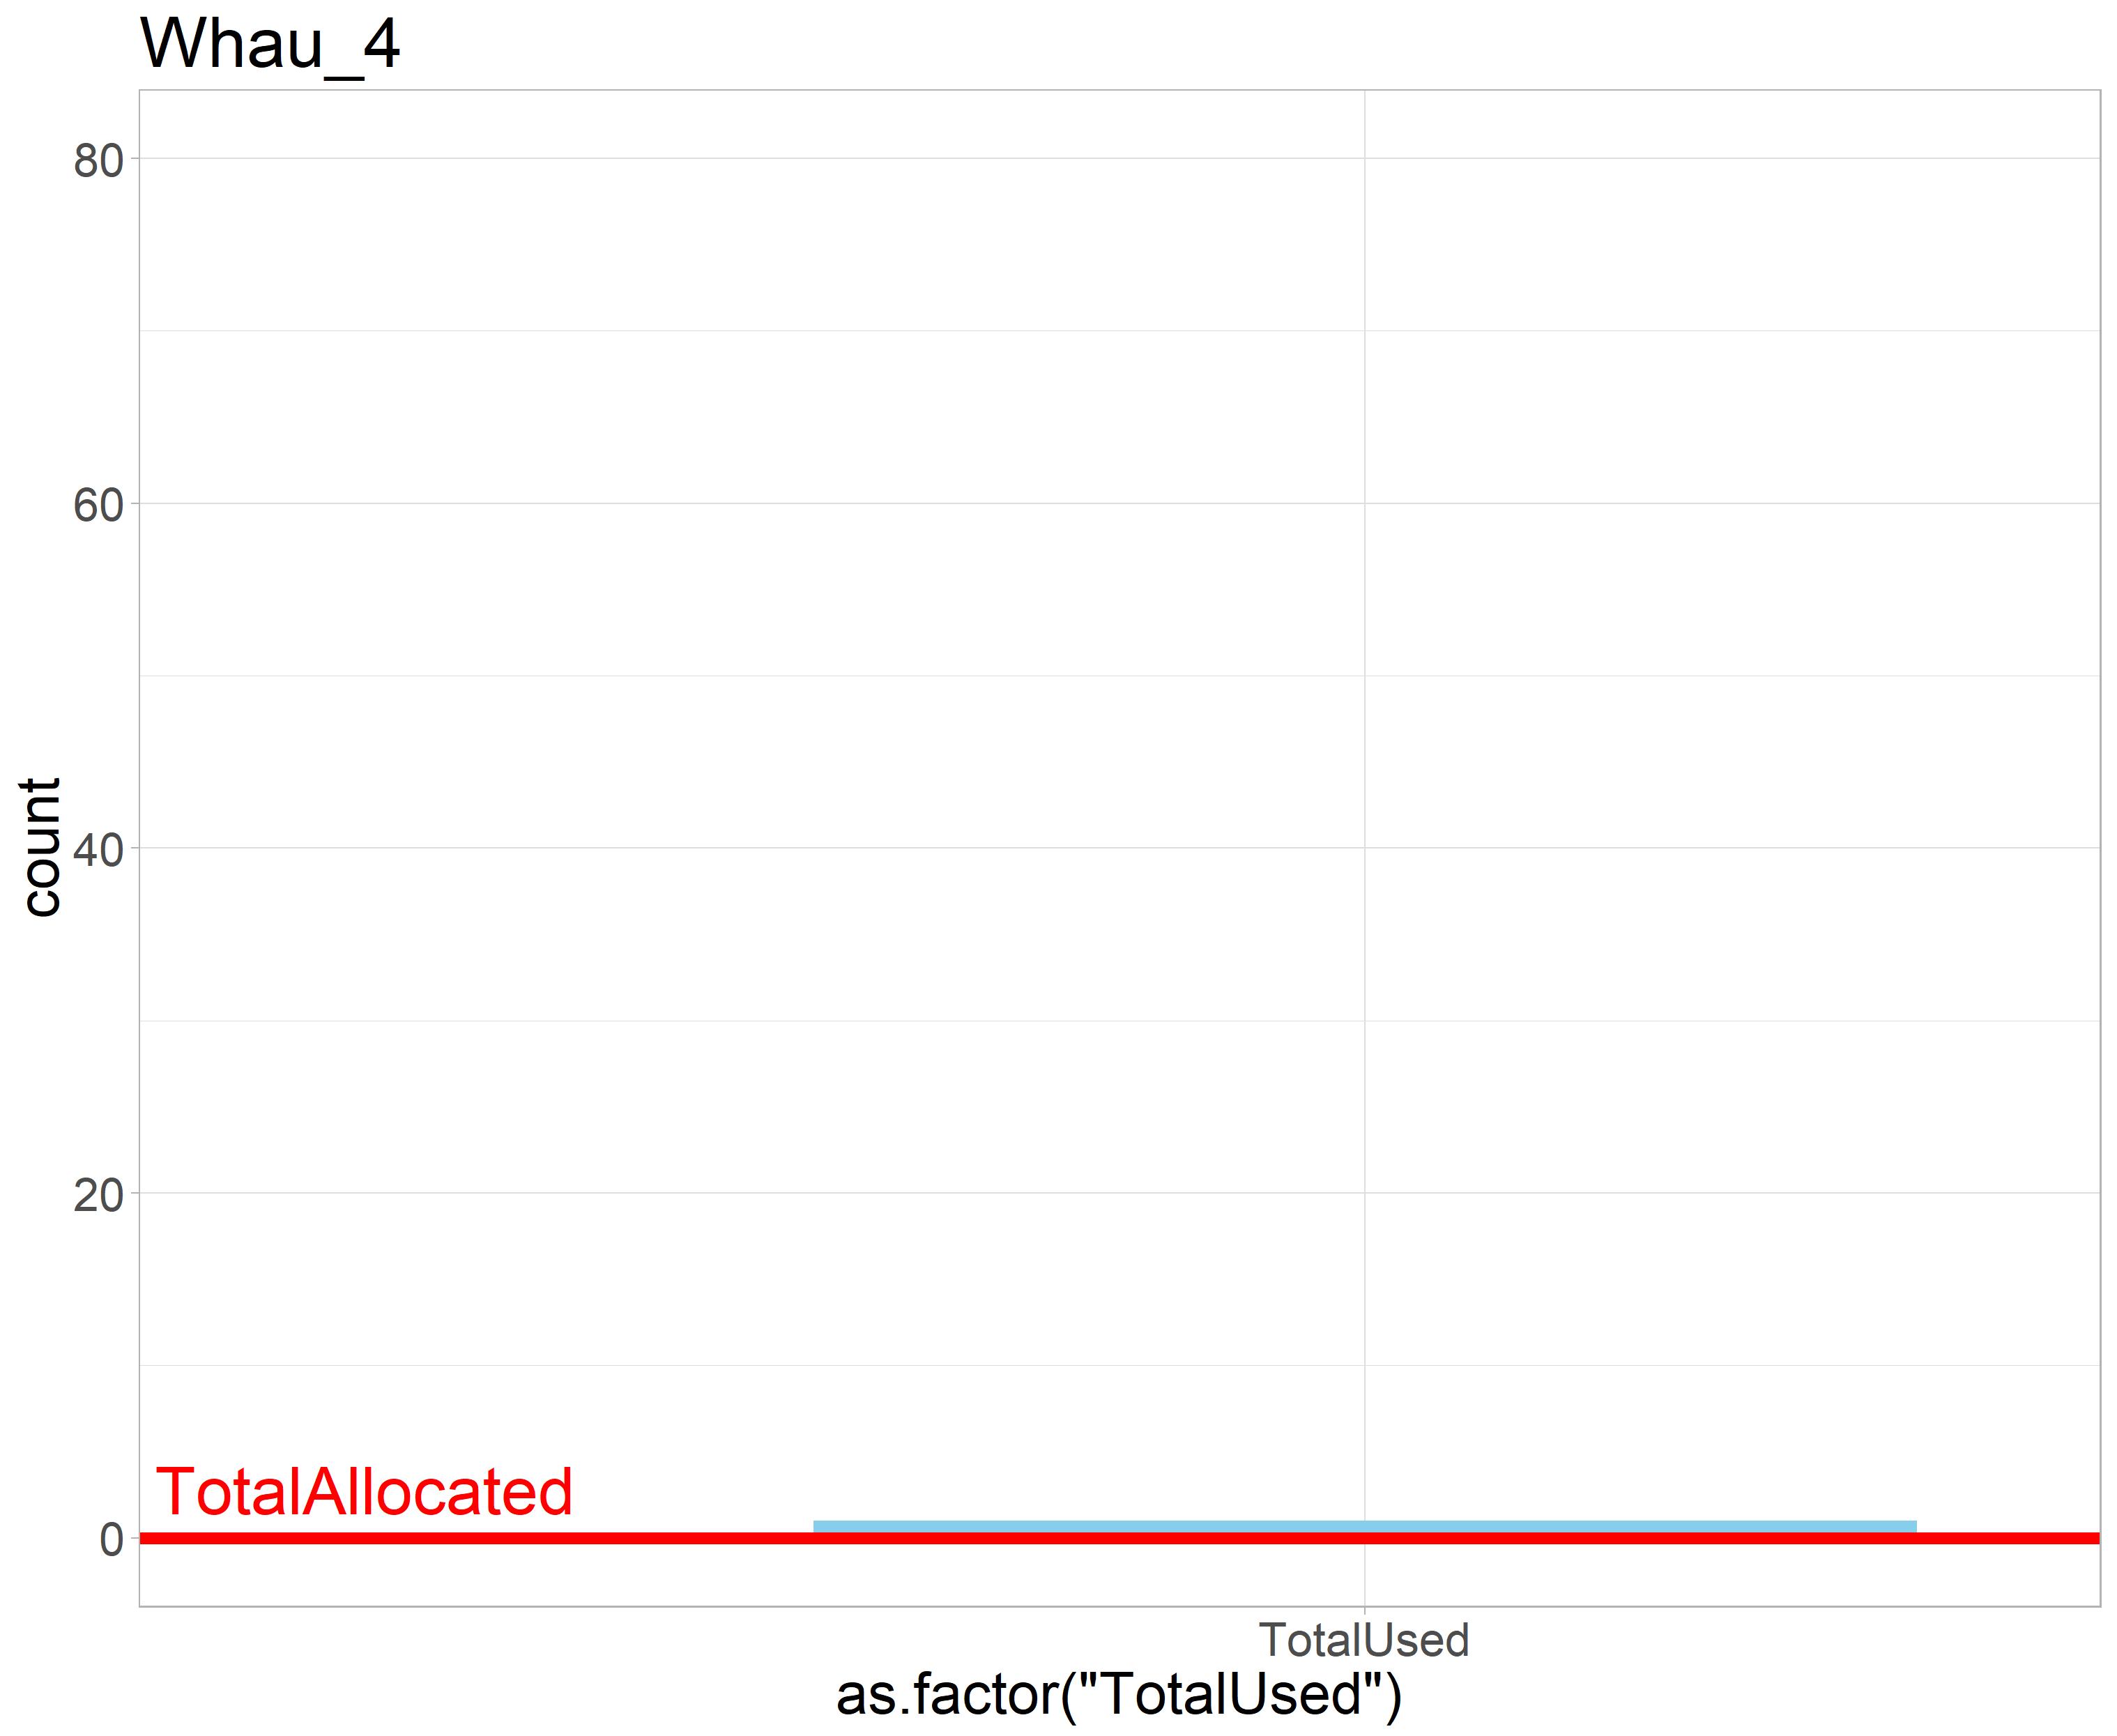 Whau_4
80
60
40
20
0
count
TotalAllocated
TotalUsed
as.factor("TotalUsed")